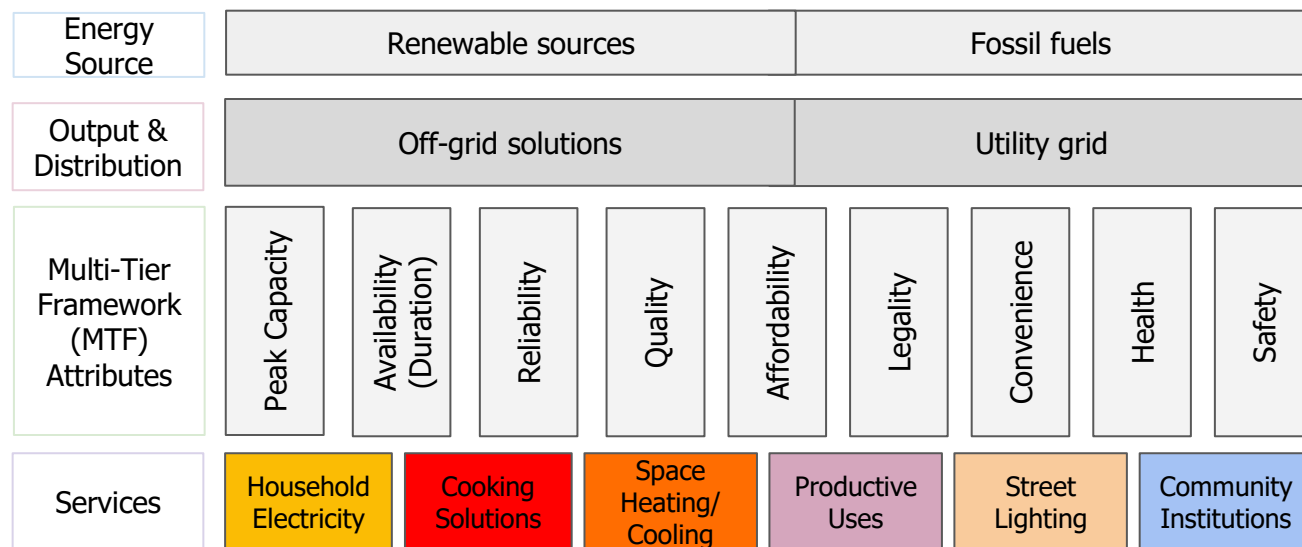 Energy
Source
Renewable sources
Fossil fuels
Output &
Distribution
Off-grid solutions
Utility grid
Multi-Tier
Framework
(MTF)
Attributes
Peak Capacity
Availability
(Duration)
Reliability
Quality
Affordability
Legality
Convenience
Health
Safety
Services
Household
Electricity
Cooking
Solutions
Space
Heating/
Cooling
Productive
Uses
Street
Lighting
Community
Institutions